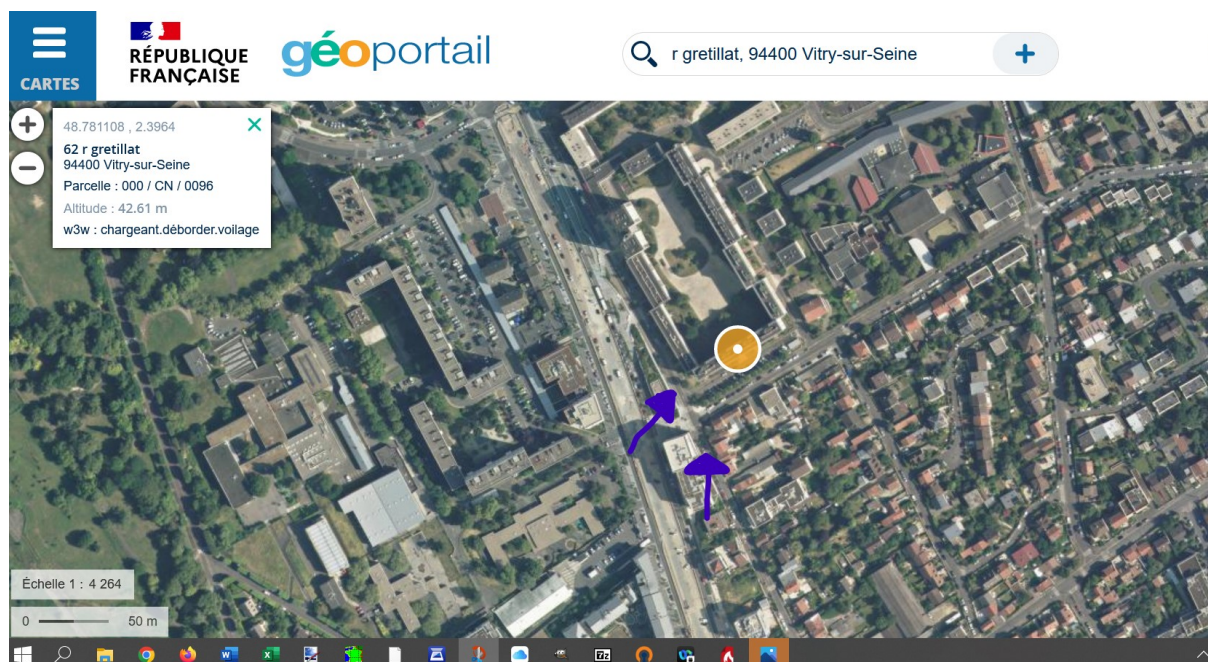 CARTES
RÉPUBLIQUE
FRANÇAISE
géoportail
r gretillat, 94400 Vitry-sur-Seine
48.781108 , 2.3964
62 r gretillat
94400 Vitry-sur-Seine
Parcelle : 000 / CN / 0096
Altitude : 42.61 m
w3w : chargeant.déborder.voilage
Échelle 1 : 4 264
0 50 m